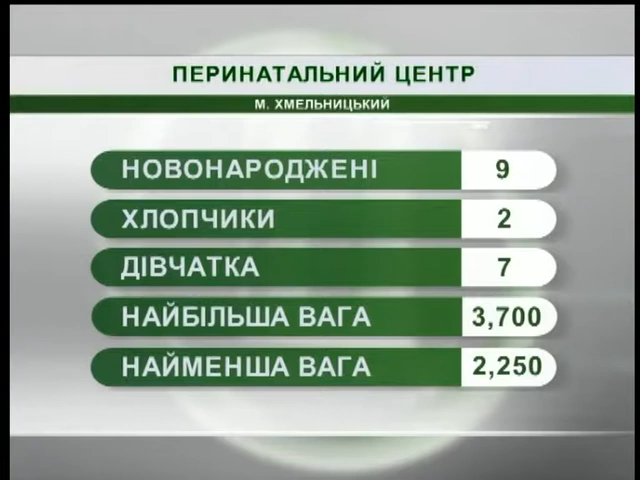 ПЕРИНАТАЛЬНИЙ ЦЕНТР
М. ХМЕЛЬНИЦЬКИЙ
НОВОНАРОДЖЕНІ 9
ХЛОПЧИКИ 2
ДІВЧАТКА 7
НАЙБІЛЬША ВАГА 3,700
НАЙМЕНША ВАГА 2,250